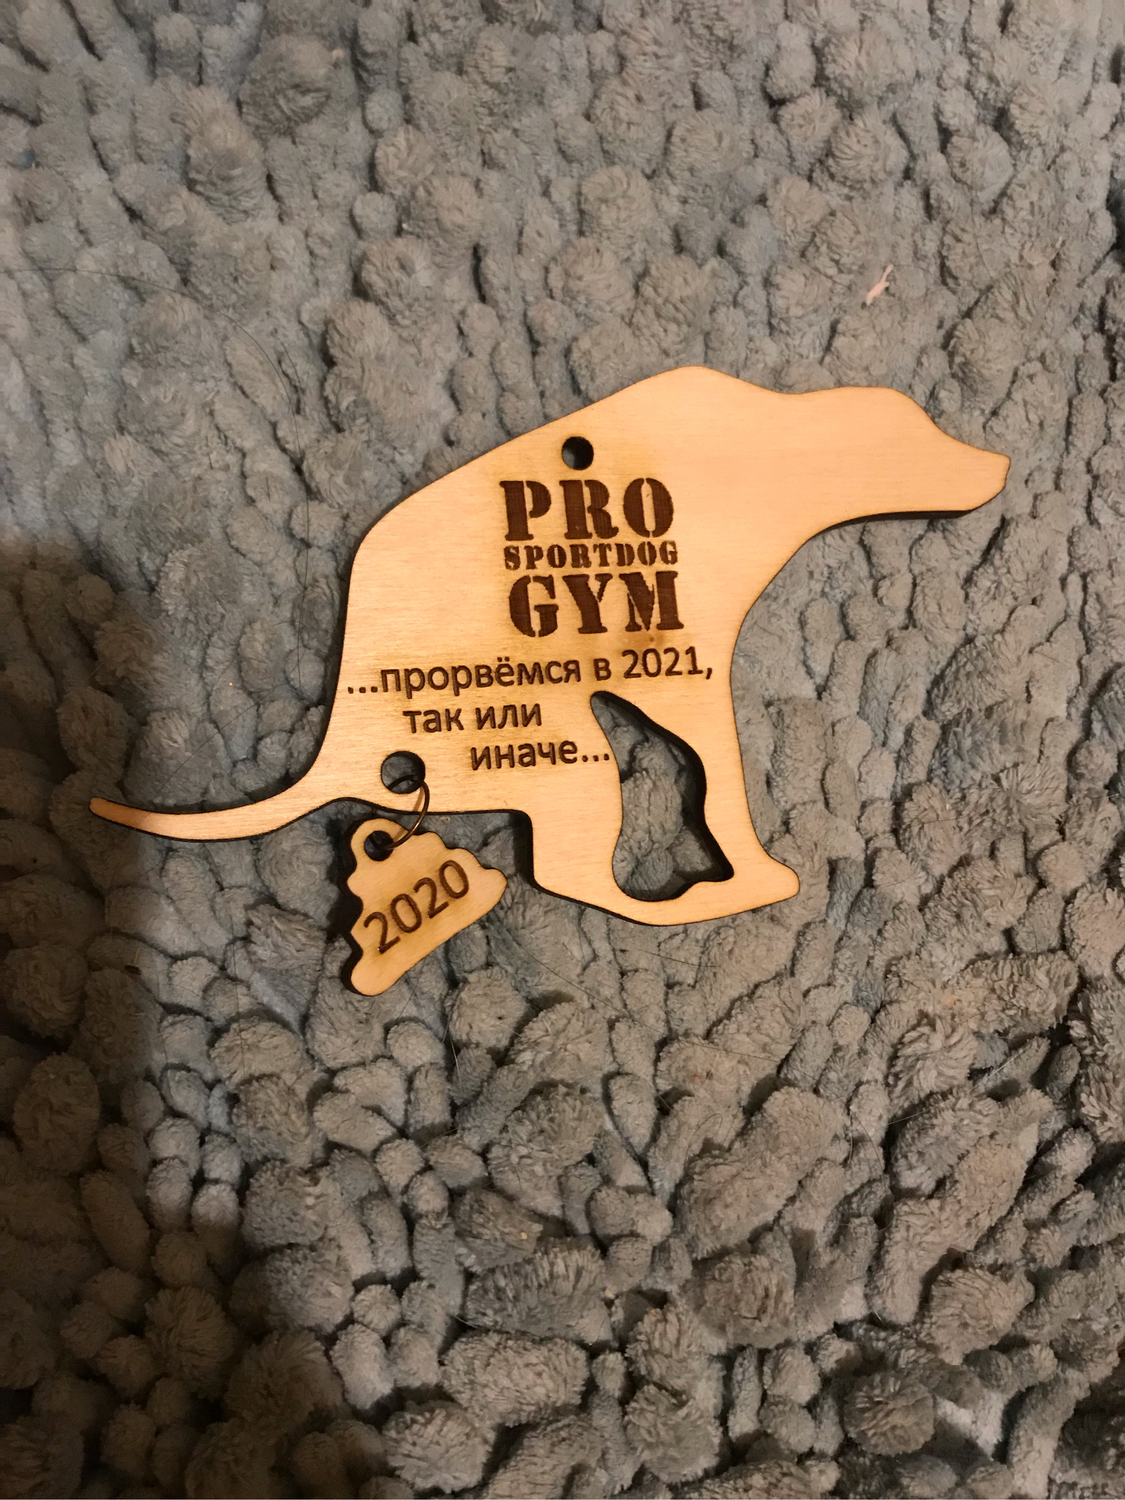 PRO
SPORTDOG
GYM
...прорвёмся в 2021,
так или
иначе...
2020